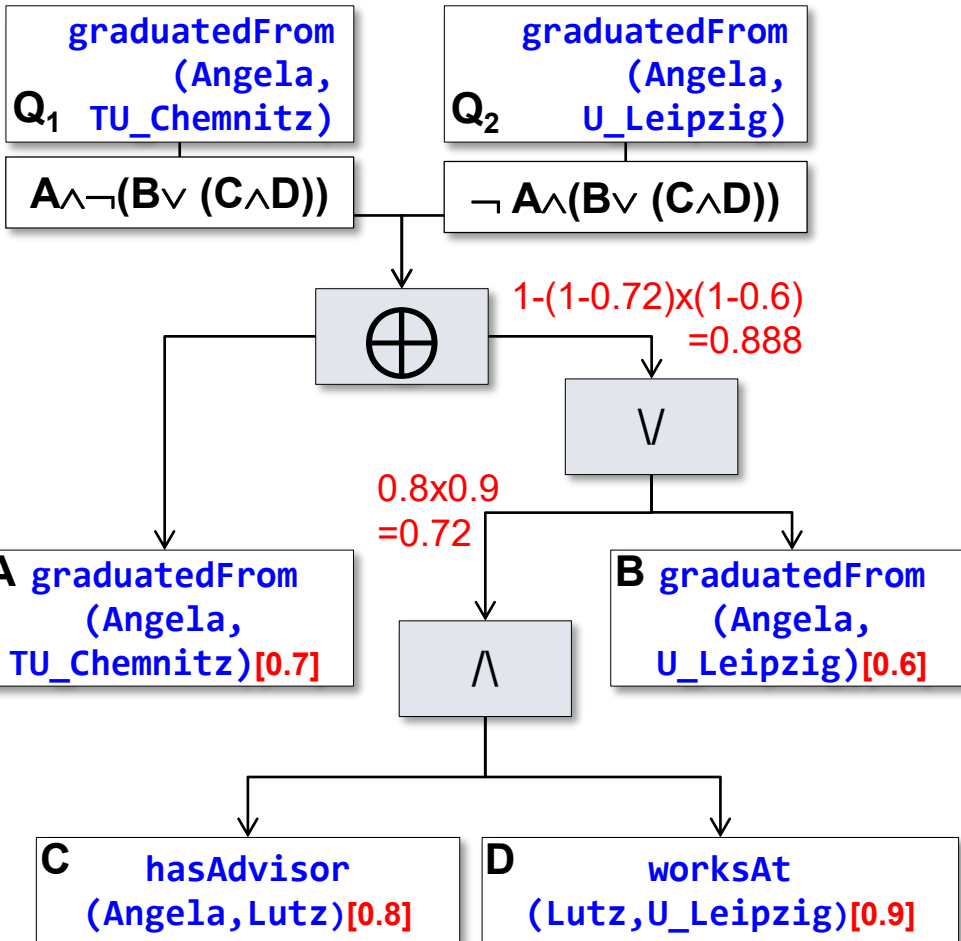 graduatedFrom
(Angela,
Q₁ TU_Chemnitz)
graduatedFrom
(Angela,
Q₂ U_Leipzig)
A∧¬(B∨ (C∧D))
¬ A∧(B∨ (C∧D))
⊕
1-(1-0.72)x(1-0.6)
=0.888
\/
0.8x0.9
=0.72
A graduatedFrom
(Angela,
TU_Chemnitz)[0.7]
/\
B graduatedFrom
(Angela,
U_Leipzig)[0.6]
C hasAdvisor
(Angela,Lutz)[0.8]
D worksAt
(Lutz,U_Leipzig)[0.9]